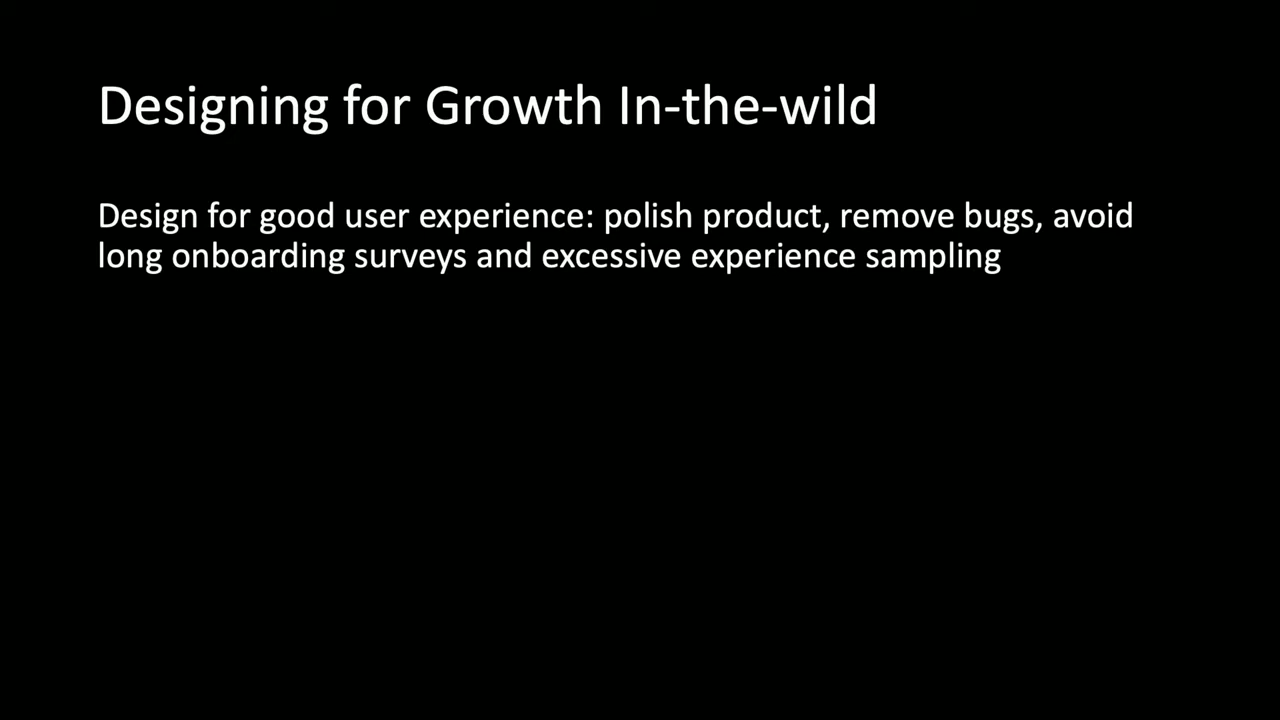 Designing for Growth In-the-wild
Design for good user experience: polish product, remove bugs, avoid
long onboarding surveys and excessive experience sampling